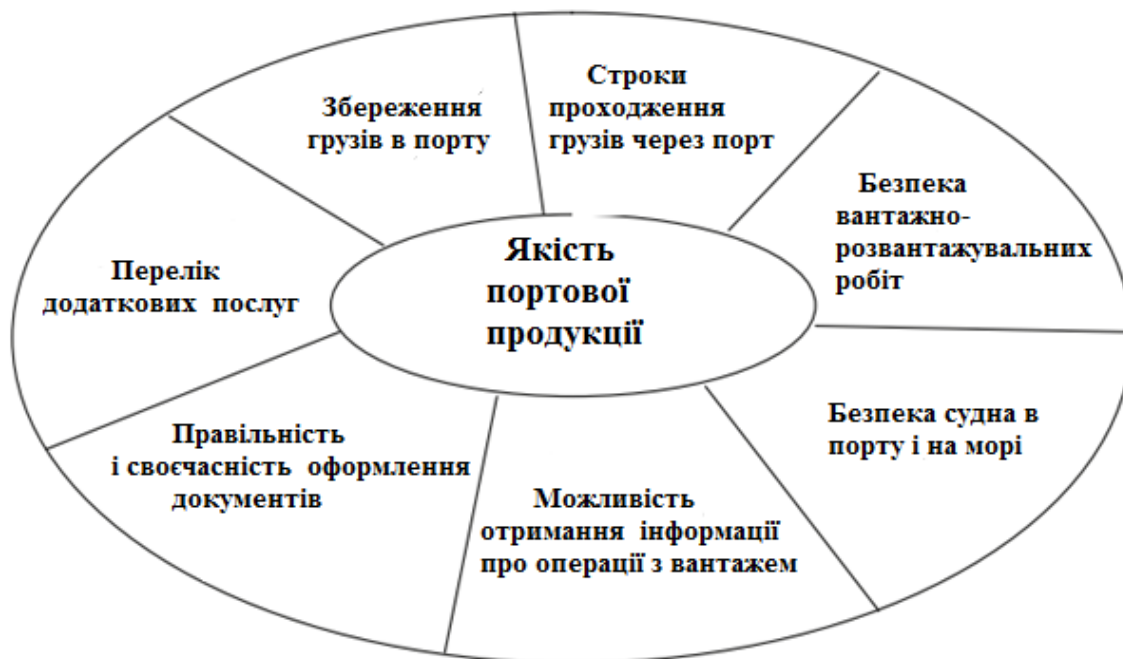 Збереження
грузів в порту
Строки
проходження
грузів через порт
Безпека
вантажно-
розвантажувальних
робіт
Якість
портової
продукції
Перелік
додаткових послуг
Безпека судна в
порту і на морі
Правільність
і своєчасність оформлення
документів
Можливість
отримання інформації
про операції з вантажем